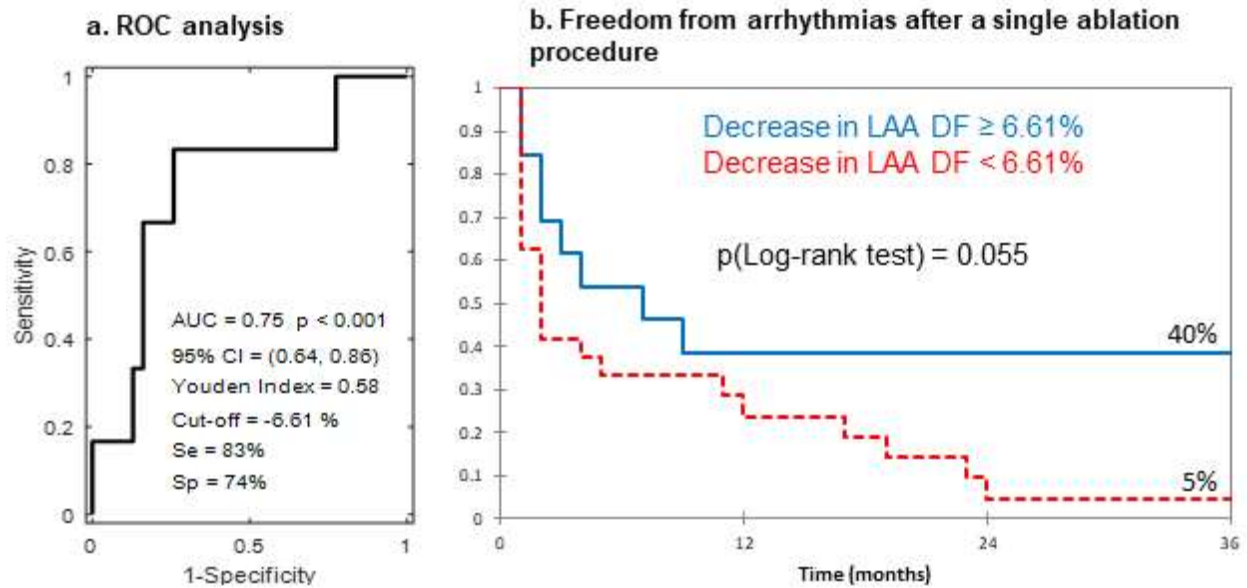 a. ROC analysis
1
0.8
0.6
0.4
0.2
0
Sensitivity
AUC = 0.75 p < 0.001
95% CI = (0.64, 0.86)
Youden Index = 0.58
Cut-off = -6.61 %
Se = 83%
Sp = 74%
0
0.5
1
1-Specificity
b. Freedom from arrhythmias after a single ablation
procedure
1
0.9
0.8
0.7
0.6
0.5
0.4
0.3
0.2
0.1
0
Decrease in LAA DF ≥ 6.61%
Decrease in LAA DF < 6.61%
p(Log-rank test) = 0.055
40%
5%
0
12
24
36
Time (months)